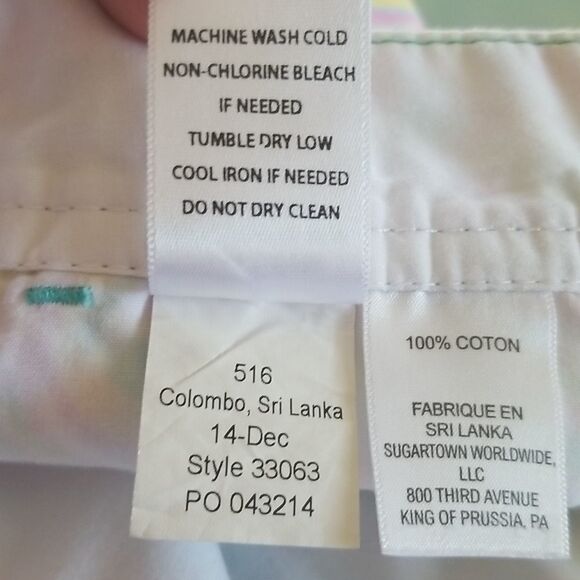 MACHINE WASH COLD
NON-CHLORINE BLEACH
IF NEEDED
TUMBLE DRY LOW
COOL IRON IF NEEDED
DO NOT DRY CLEAN
516
Colombo, Sri Lanka
14-Dec
Style 33063
PO 043214
100% COTON
FABRIQUE EN
SRI LANKA
SUGARTOWN WORLDWIDE,
LLC
800 THIRD AVENUE
KING OF PRUSSIA, PA